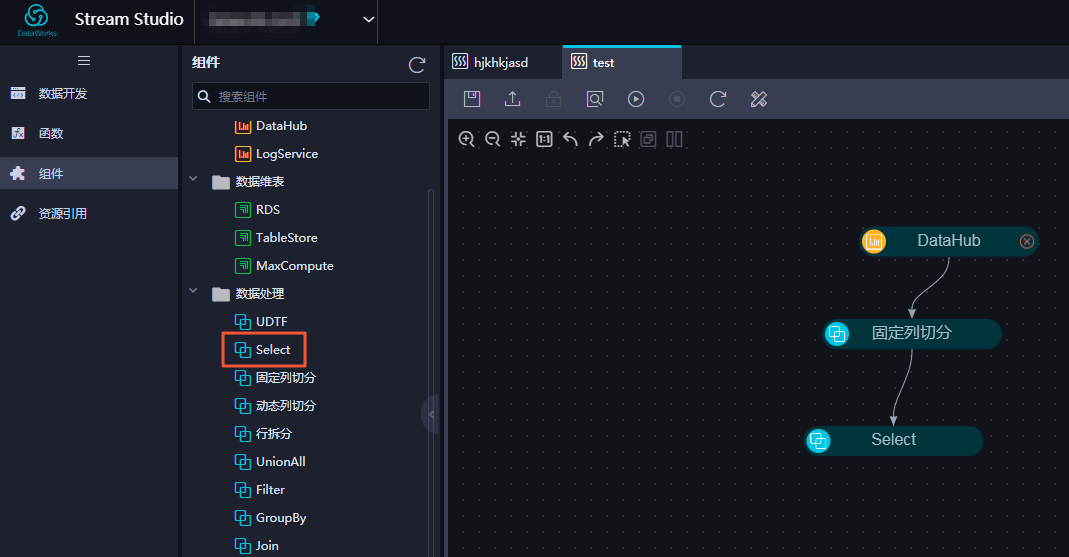 DataWorks
Stream Studio
数据开发
函数
组件
资源引用
组件
搜索组件
DataHub
LogService
数据维表
RDS
TableStore
MaxCompute
数据处理
UDTF
Select
固定列切分
动态列切分
行拆分
UnionAll
Filter
GroupBy
Join
hjkhkjasd
test
1:1
DataHub
固定列切分
Select